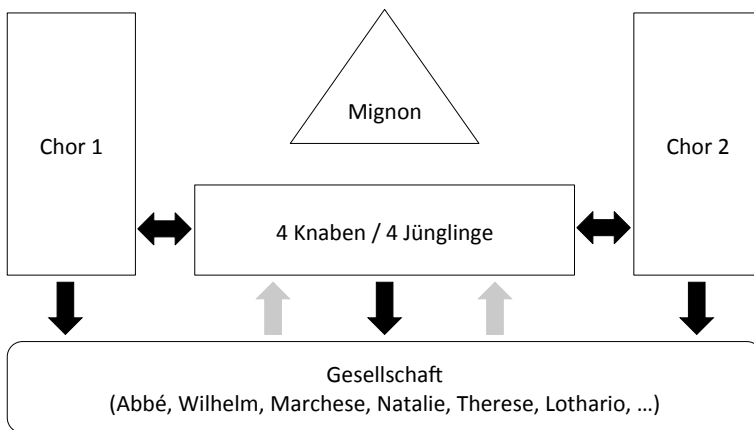 Mignon
Chor 1
Chor 2
4 Knaben / 4 Jünglinge
Gesellschaft
(Abbé, Wilhelm, Marchese, Natalie, Therese, Lothario, …)